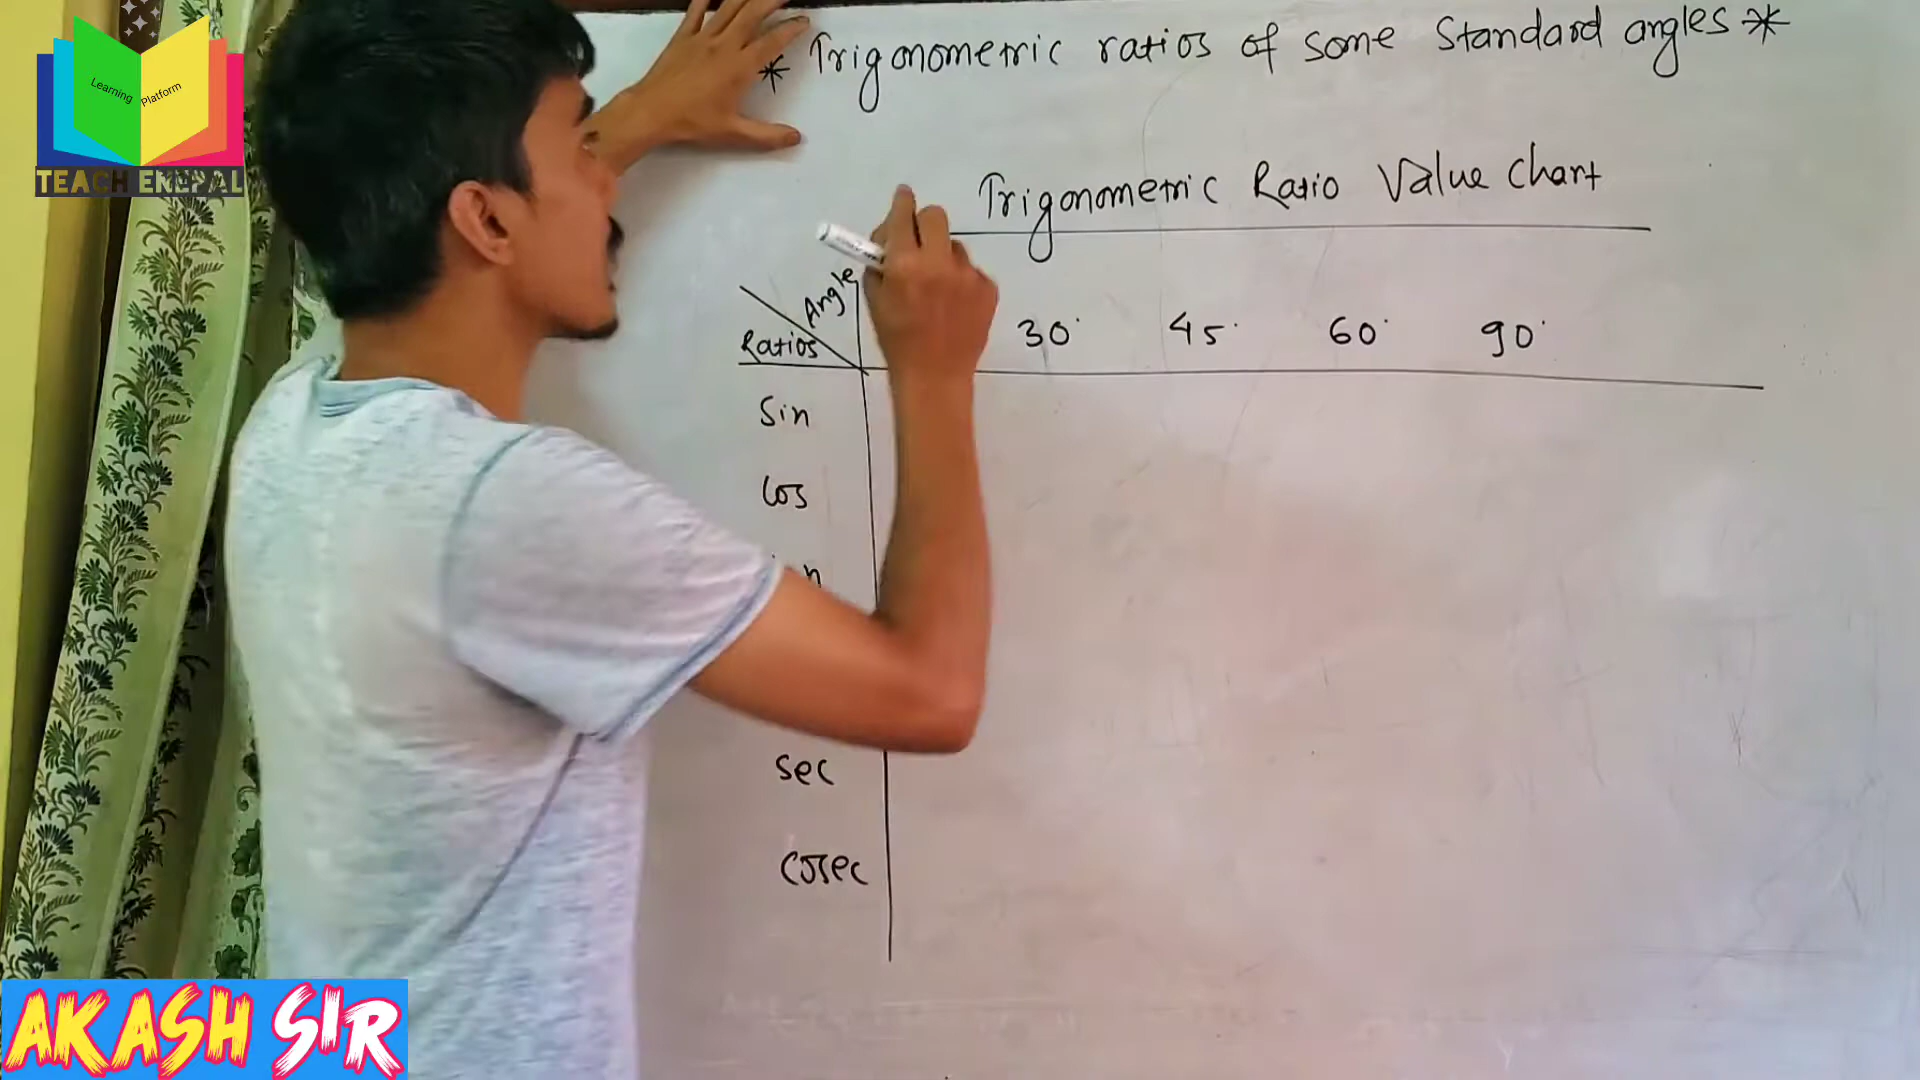 * Trigonometric ratios of some Standard angles *
Learning Platform
TEACH ENEPAL
Trigonometric Ratio Value Chart
Angle
Ratios
30° 45° 60° 90°
Sin
Cos
sec
Cosec
AKASH SIR